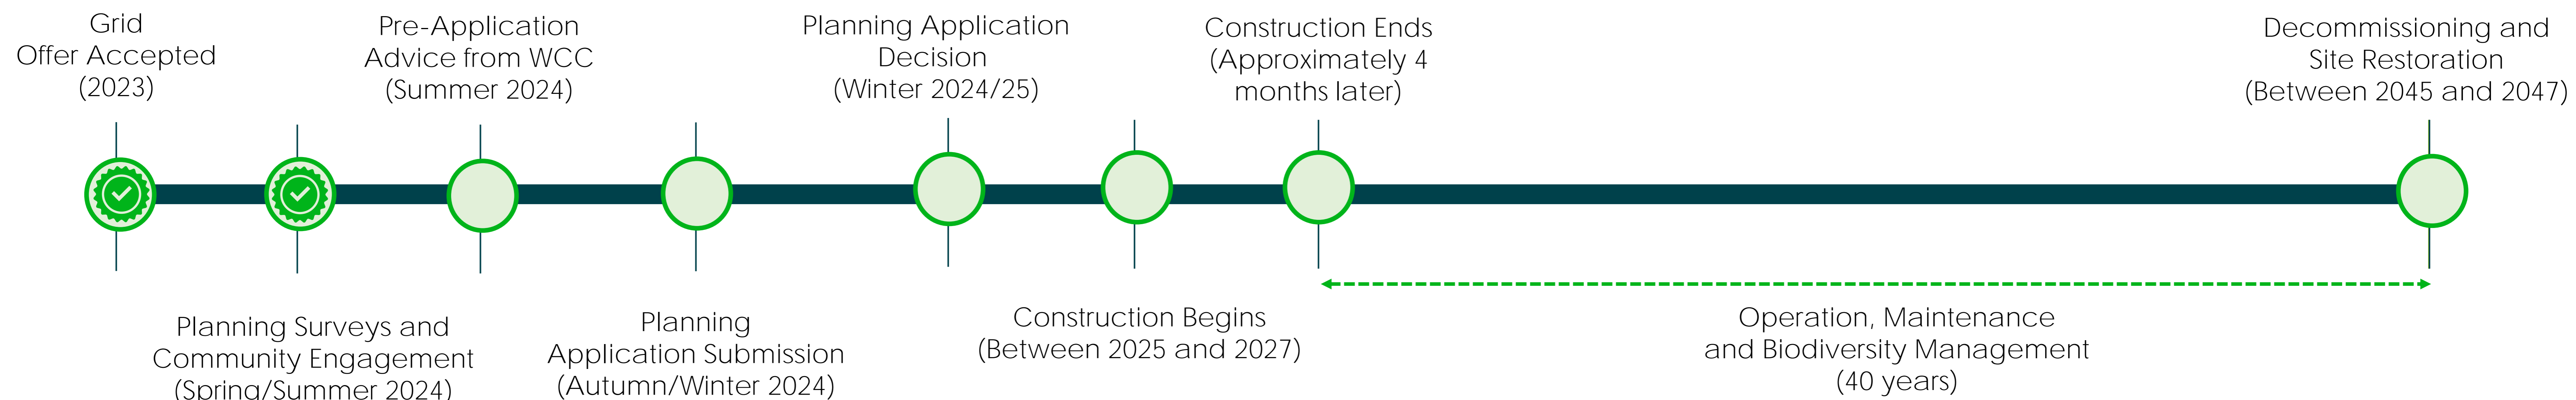 Grid
Offer Accepted
(2023)
Planning Surveys and
Community Engagement
(Spring/Summer 2024)
Pre-Application
Advice from WCC
(Summer 2024)
Planning
Application Submission
(Autumn/Winter 2024)
Planning Application
Decision
(Winter 2024/25)
Construction Begins
(Between 2025 and 2027)
Construction Ends
(Approximately 4
months later)
Operation, Maintenance
and Biodiversity Management
(40 years)
Decommissioning and
Site Restoration
(Between 2045 and 2047)